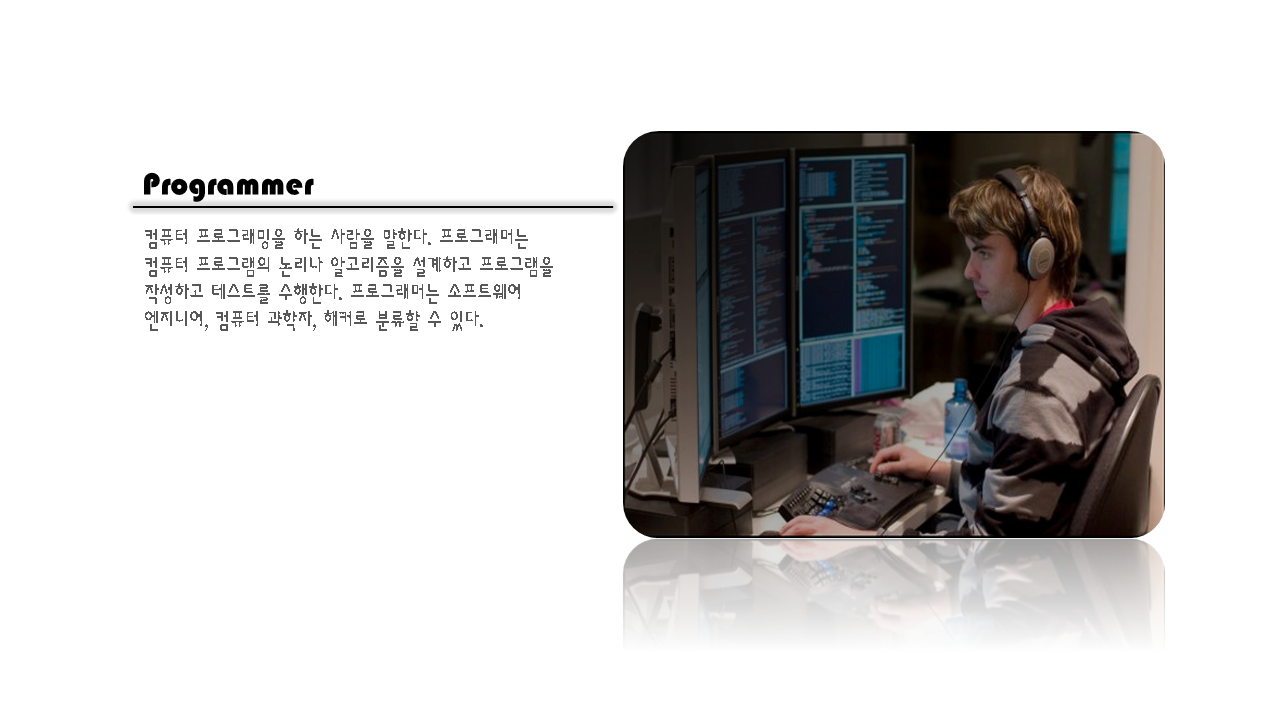 Programmer
컴퓨터 프로그래밍을 하는 사람을 말한다. 프로그래머는
컴퓨터 프로그램의 논리나 알고리즘을 설계하고 프로그램을
작성하고 테스트를 수행한다. 프로그래머는 소프트웨어
엔지니어, 컴퓨터 과학자, 해커로 분류할 수 있다.